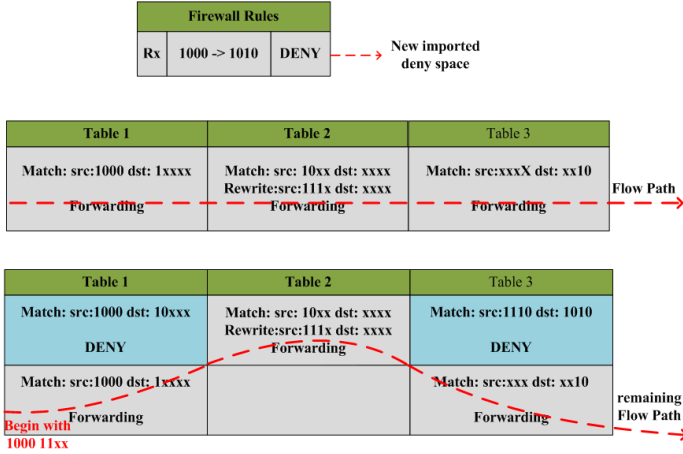 Firewall Rules
Rx 1000 -> 1010 DENY
New imported
deny space
Table 1 Table 2 Table 3
Match: src:1000 dst: 1xxxx Match: src: 10xx dst: xxxx Match: src:xxxX dst: xx10
Rewrite:src:111x dst: xxxx
Forwarding Forwarding Forwarding
Flow Path
Table 1 Table 2 Table 3
Match: src:1000 dst: 10xxx Match: src: 10xx dst: xxxx Match: src:1110 dst: 1010
Rewrite:src:111x dst: xxxx
DENY Forwarding DENY
Match: src:1000 dst: 1xxxx Match: src:xxx dst: xx10
Forwarding Forwarding
remaining
Flow Path
Begin with
1000 11xx